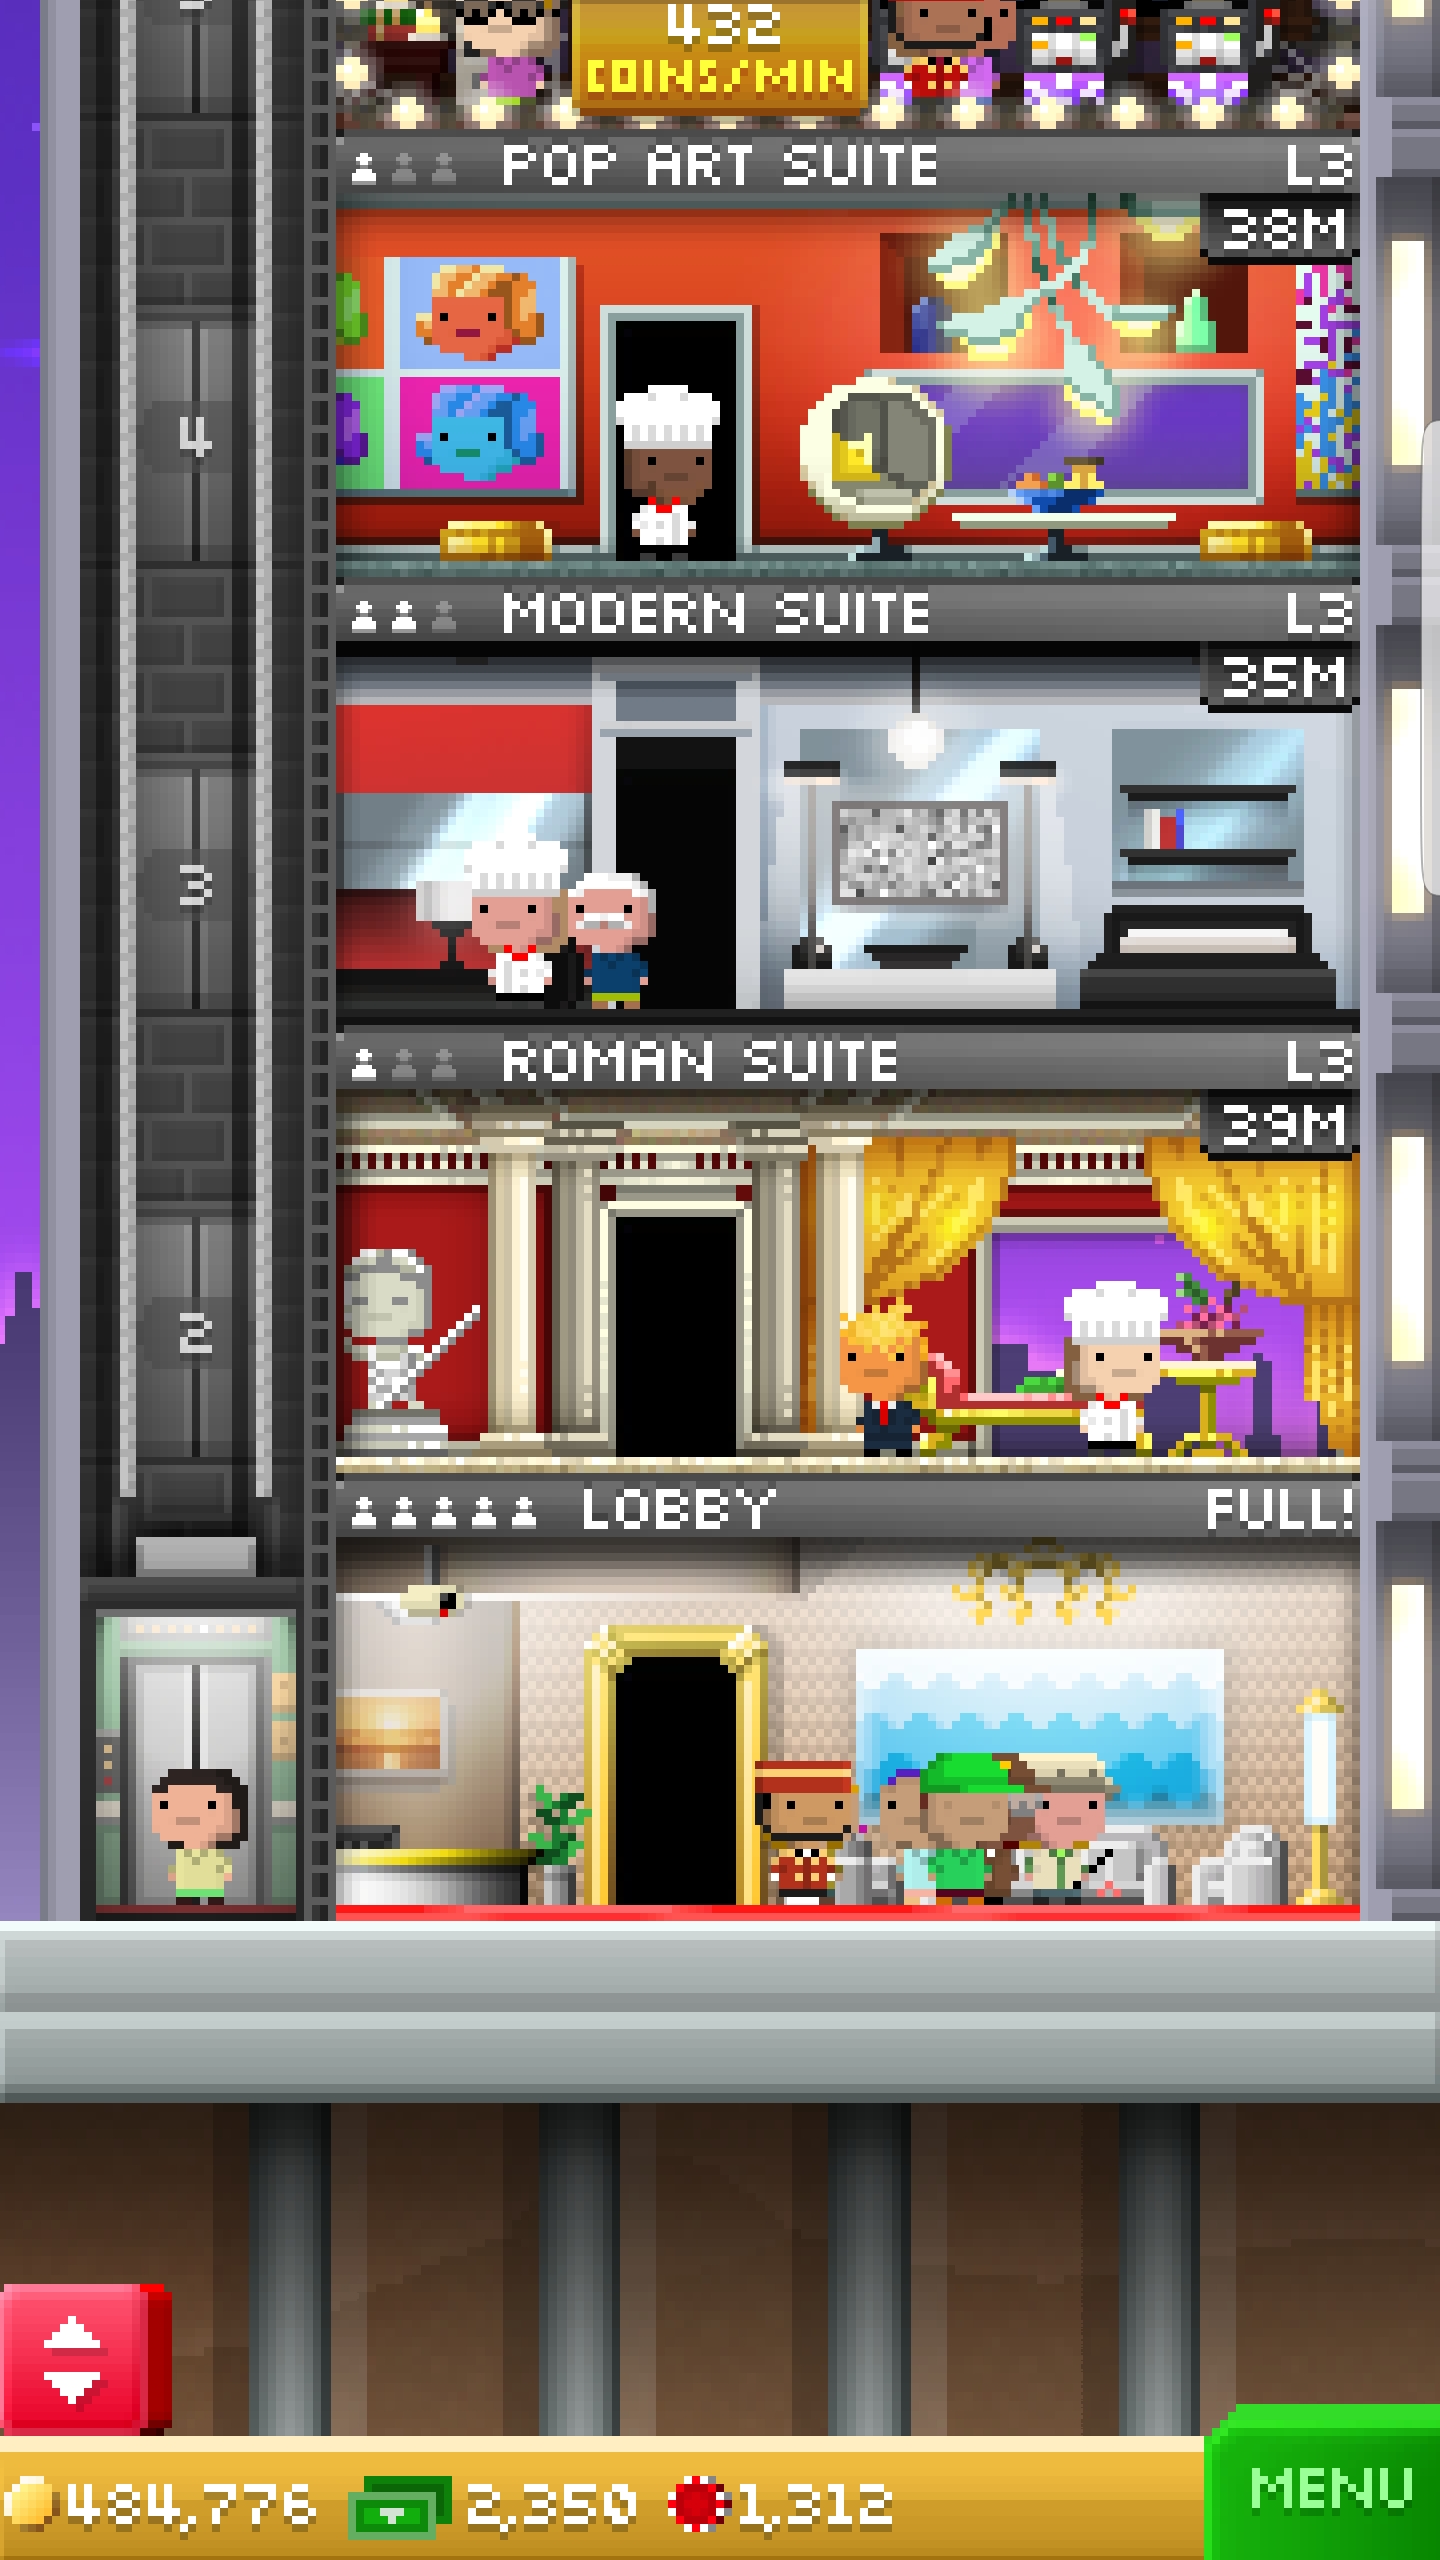 432
COINS/MIN
POP ART SUITE L3
38M
4
MODERN SUITE L3
35M
3
ROMAN SUITE L3
39M
2
LOBBY FULL!
484,776 2,350 1,312
MENU